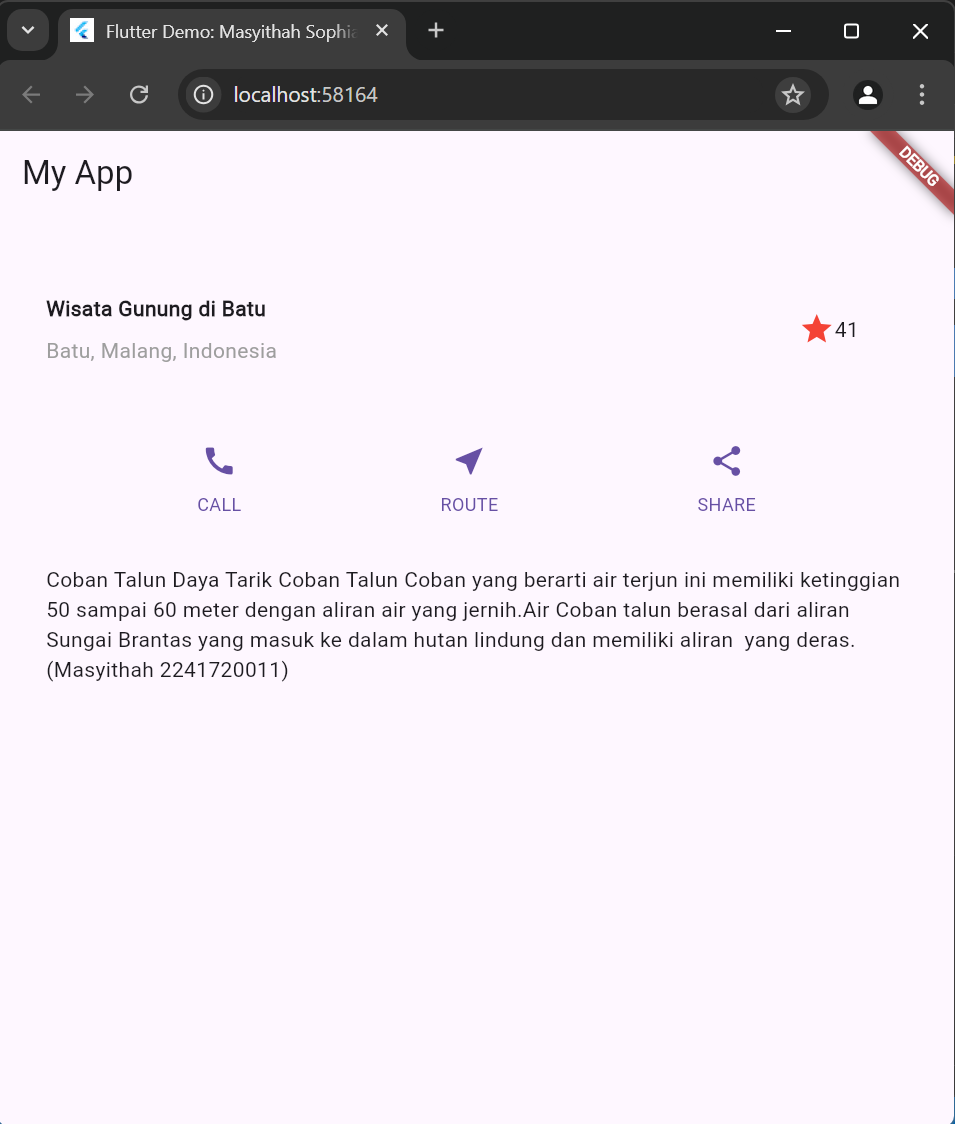 Flutter Demo: Masyithah Sophia
localhost:58164
My App
DEBUG
Wisata Gunung di Batu
Batu, Malang, Indonesia
41
CALL
ROUTE
SHARE
Coban Talun Daya Tarik Coban Talun Coban yang berarti air terjun ini memiliki ketinggian
50 sampai 60 meter dengan aliran air yang jernih.Air Coban talun berasal dari aliran
Sungai Brantas yang masuk ke dalam hutan lindung dan memiliki aliran  yang deras.
(Masyithah 2241720011)